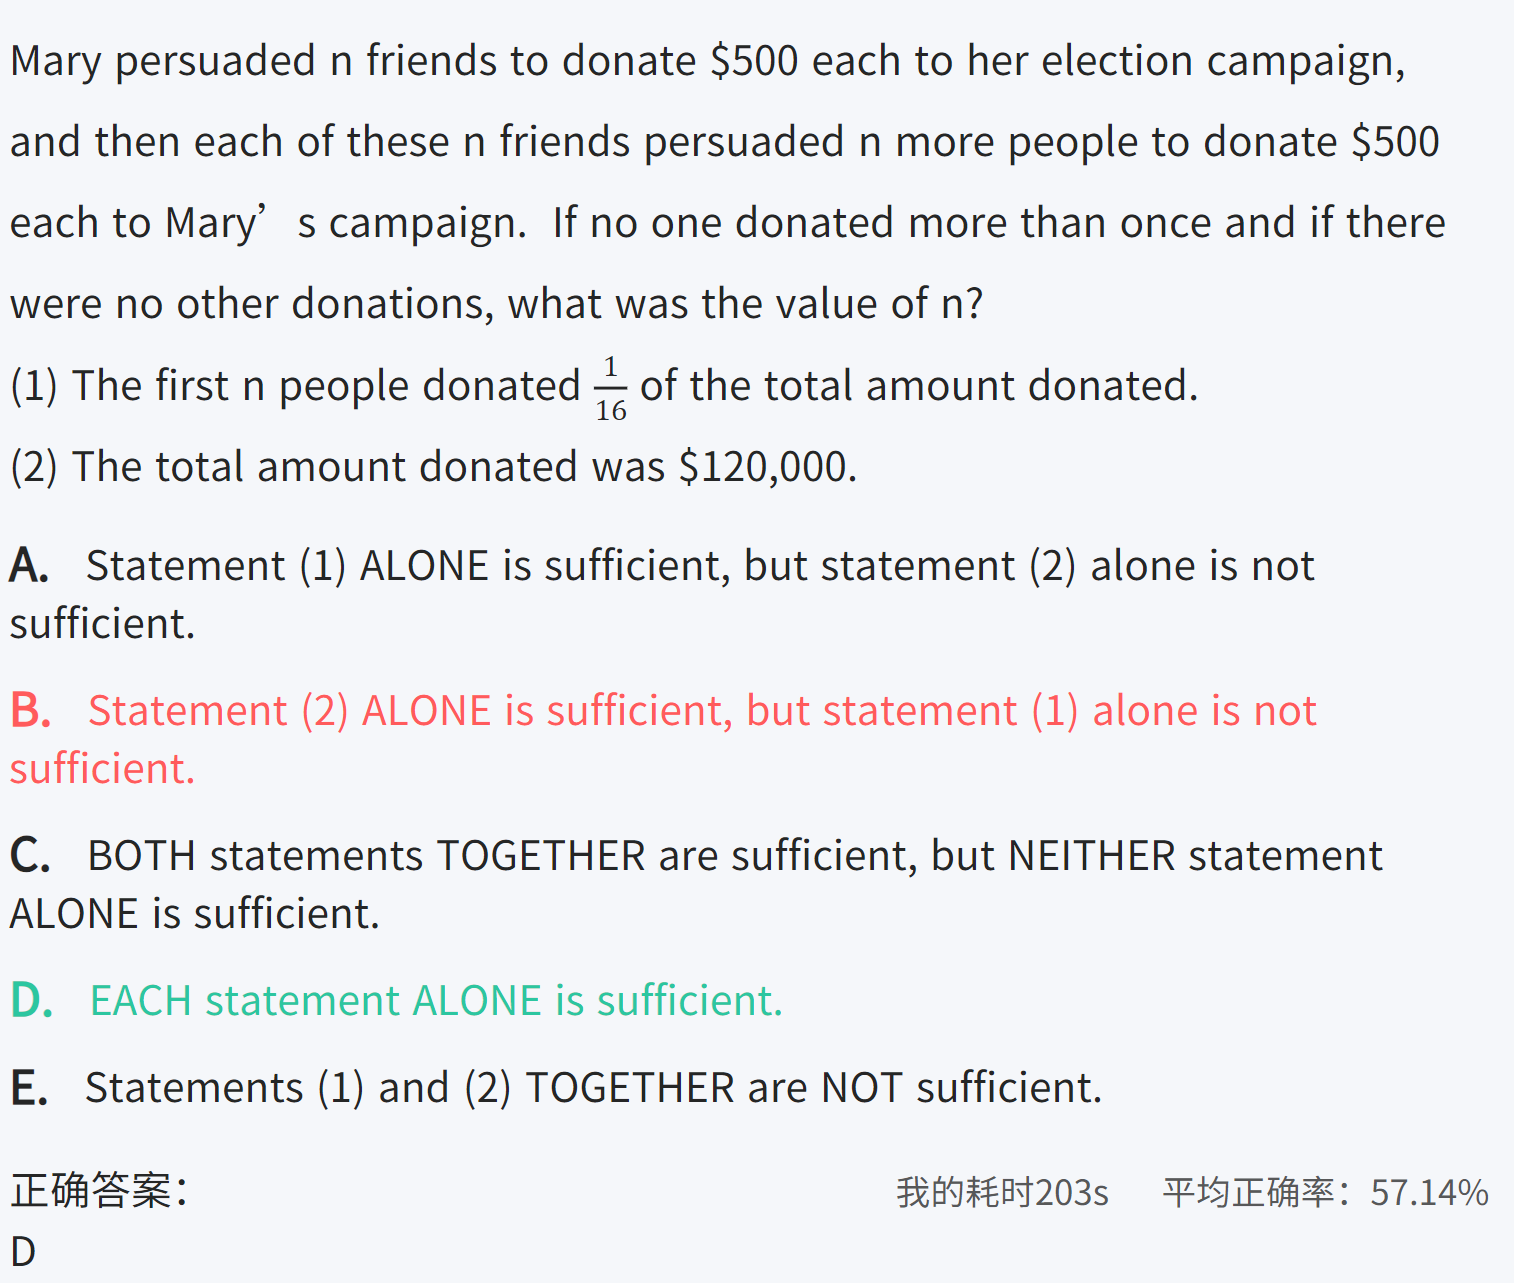 Mary persuaded n friends to donate $500 each to her election campaign,
and then each of these n friends persuaded n more people to donate $500
each to Mary’s campaign. If no one donated more than once and if there
were no other donations, what was the value of n?
(1) The first n people donated 1/16 of the total amount donated.
(2) The total amount donated was $120,000.
A. Statement (1) ALONE is sufficient, but statement (2) alone is not
sufficient.
B. Statement (2) ALONE is sufficient, but statement (1) alone is not
sufficient.
C. BOTH statements TOGETHER are sufficient, but NEITHER statement
ALONE is sufficient.
D. EACH statement ALONE is sufficient.
E. Statements (1) and (2) TOGETHER are NOT sufficient.
正确答案： 我的耗时203s 平均正确率：57.14%
D